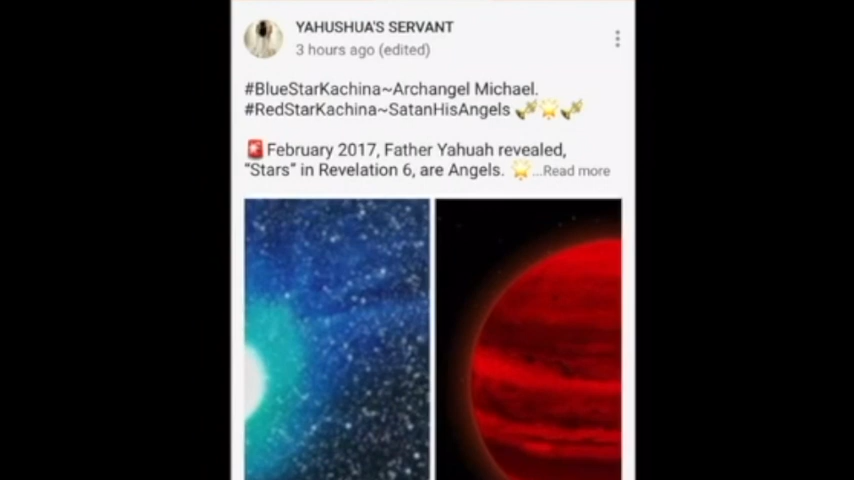 YAHUSHUA'S SERVANT
3 hours ago (edited)
#BlueStarKachina~Archangel Michael.
#RedStarKachina~SatanHisAngels 🎺🌟🎺
🚨February 2017, Father Yahuah revealed,
“Stars” in Revelation 6, are Angels. 🌟...Read more